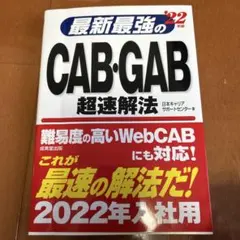 '22年版
最新最強の
CAB・GAB
超速解法
日本キャリア
サポートセンター 著
難易度の高いWebCAB
にも対応!
成美堂出版
これが
最速の解法だ!
2022年入社用